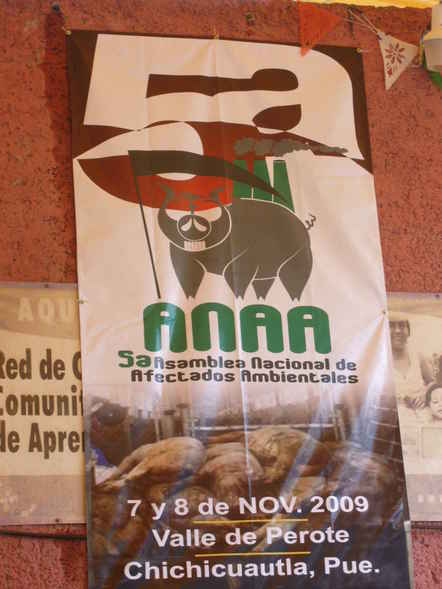 5a
ANAA
5a Asamblea Nacional de
Afectados Ambientales
7 y 8 de NOV. 2009
Valle de Perote
Chichicuautla, Pue.
AQU
Red de
Comuni
de Apren